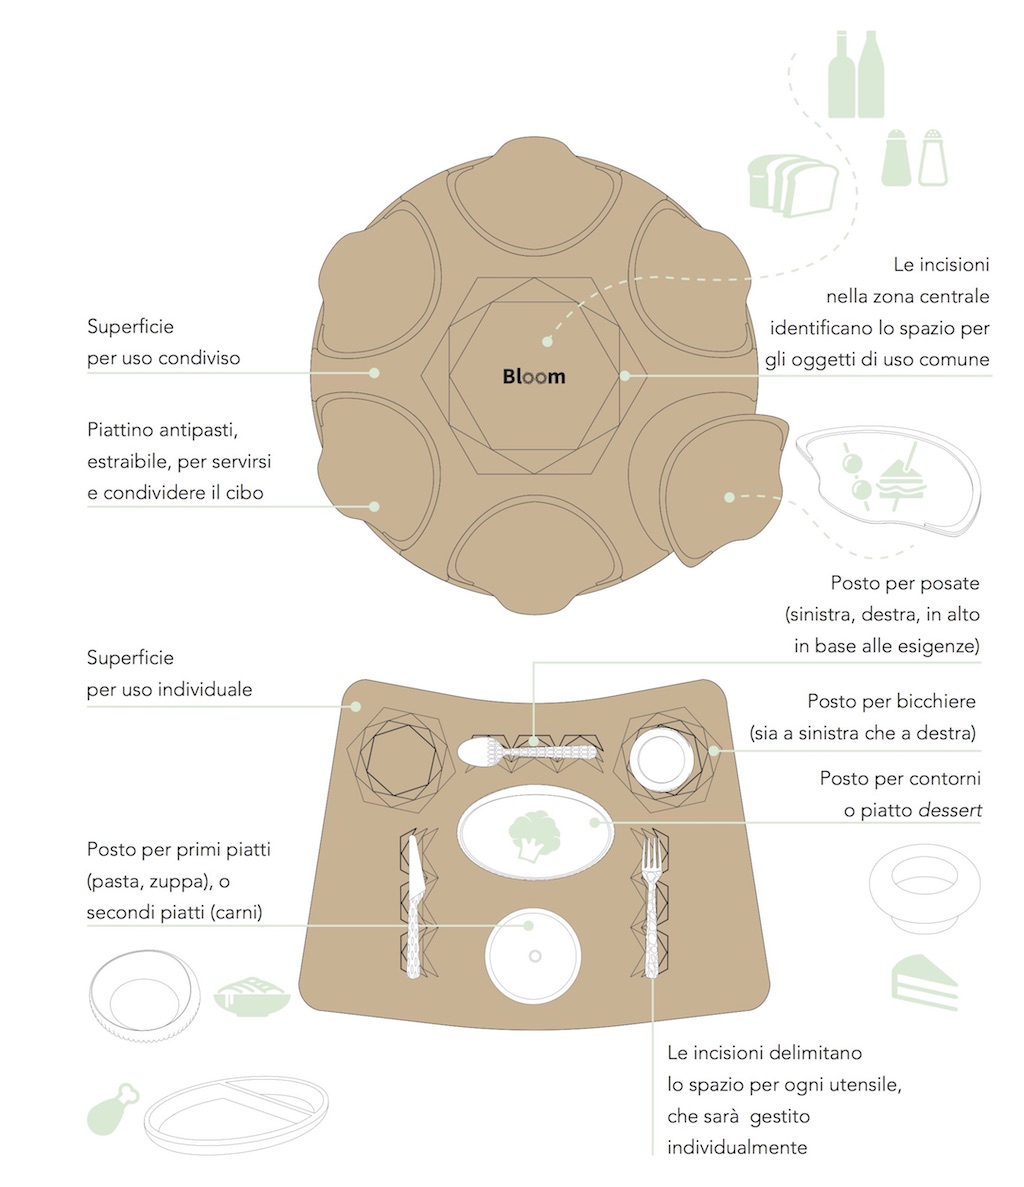 Le incisioni
nella zona centrale
identificano lo spazio per
gli oggetti di uso comune
Superficie
per uso condiviso
Bloom
Piattino antipasti,
estraibile, per servirsi
e condividere il cibo
Posto per posate
(sinistra, destra, in alto
in base alle esigenze)
Superficie
per uso individuale
Posto per bicchiere
(sia a sinistra che a destra)
Posto per contorni
o piatto dessert
Posto per primi piatti
(pasta, zuppa), o
secondi piatti (carni)
Le incisioni delimitano
lo spazio per ogni utensile,
che sarà gestito
individualmente